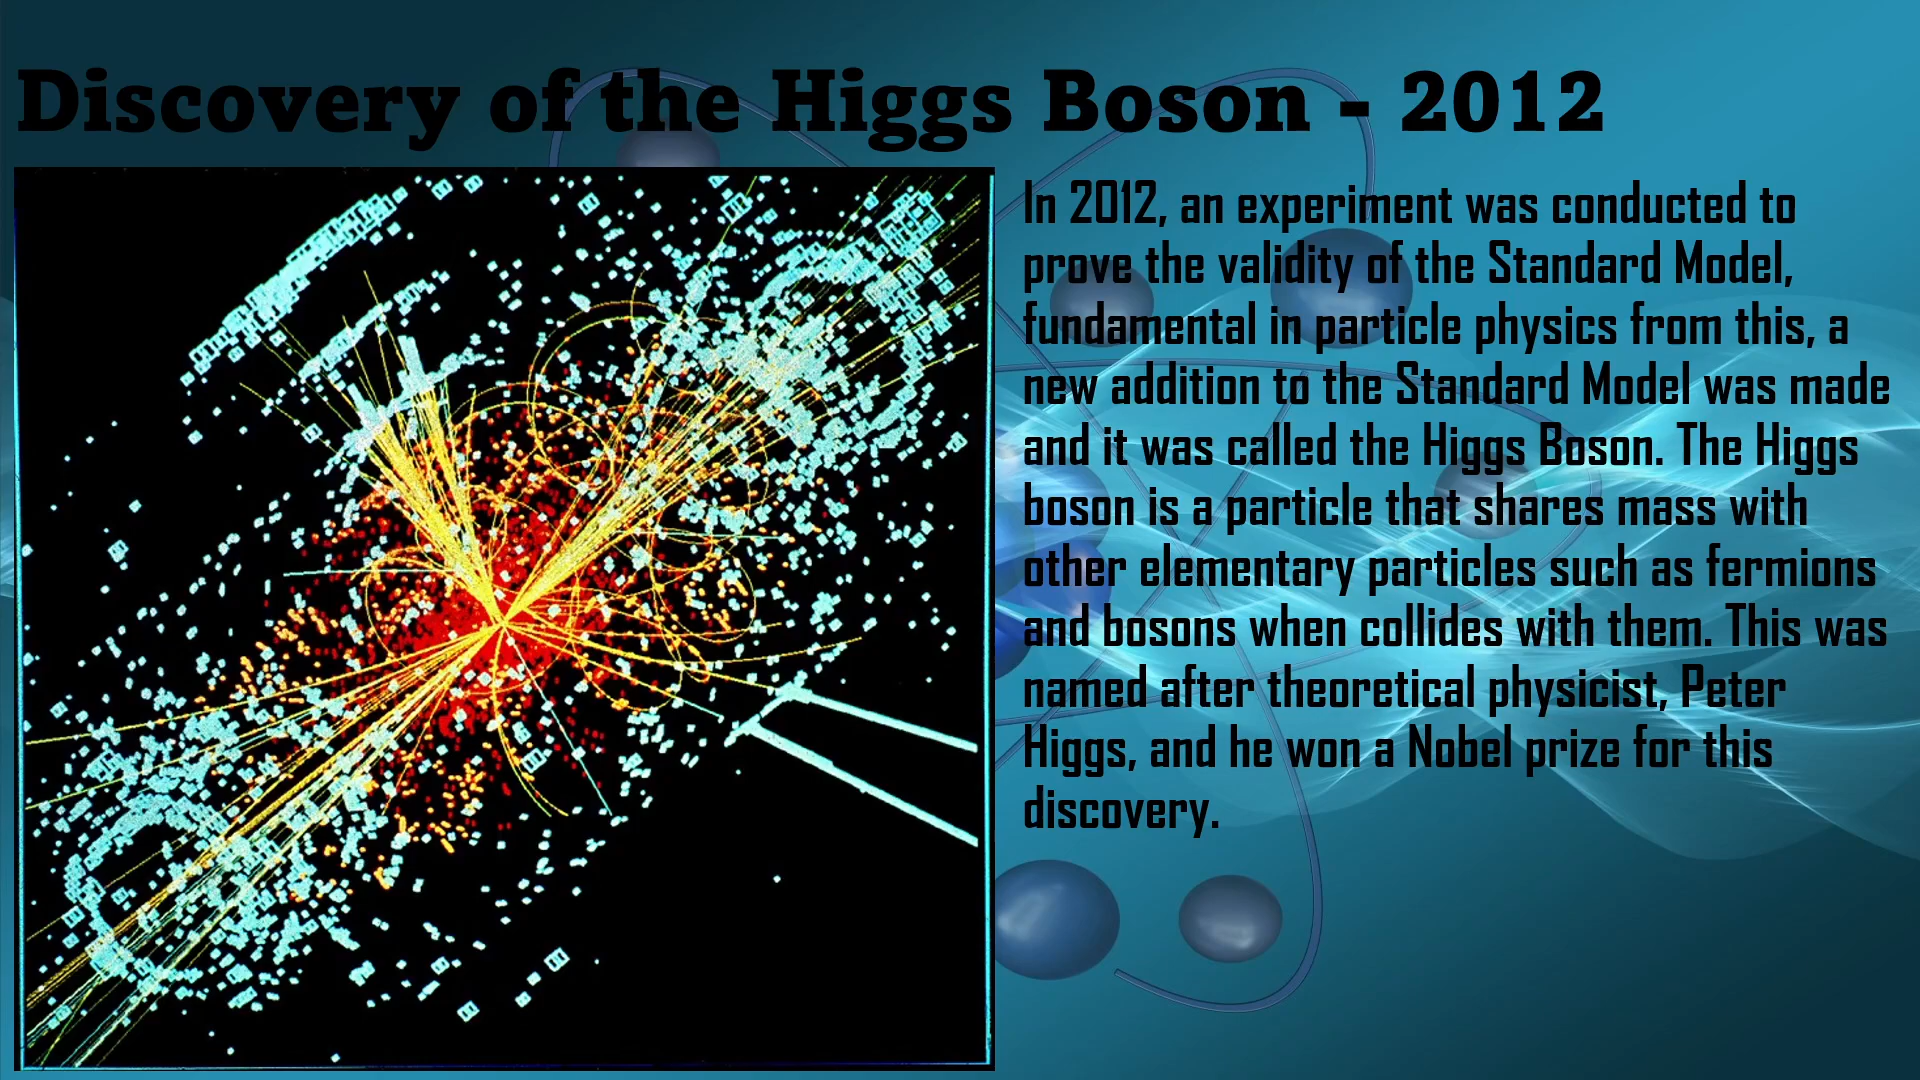 Discovery of the Higgs Boson - 2012
In 2012, an experiment was conducted to
prove the validity of the Standard Model,
fundamental in particle physics from this, a
new addition to the Standard Model was made
and it was called the Higgs Boson. The Higgs
boson is a particle that shares mass with
other elementary particles such as fermions
and bosons when collides with them. This was
named after theoretical physicist, Peter
Higgs, and he won a Nobel prize for this
discovery.